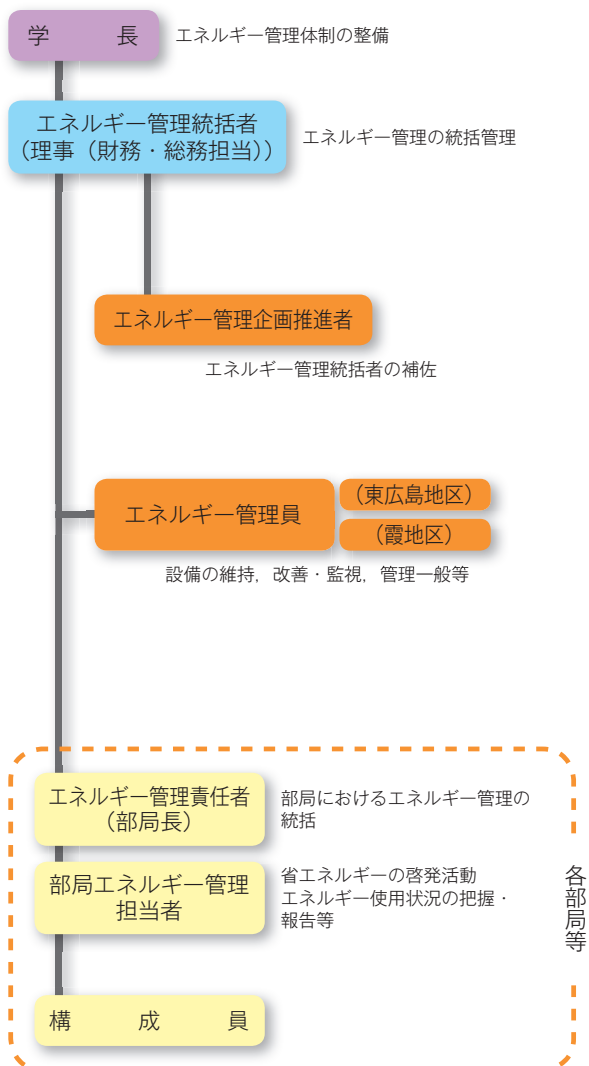 学長
エネルギー管理体制の整備
エネルギー管理統括者
（理事（財務・総務担当））
エネルギー管理の統括管理
エネルギー管理企画推進者
エネルギー管理統括者の補佐
エネルギー管理員
（東広島地区）
（霞地区）
設備の維持，改善・監視，管理一般等
エネルギー管理責任者
（部局長）
部局におけるエネルギー管理の
統括
部局エネルギー管理
担当者
省エネルギーの啓発活動
エネルギー使用状況の把握・
報告等
各部局等
構成員